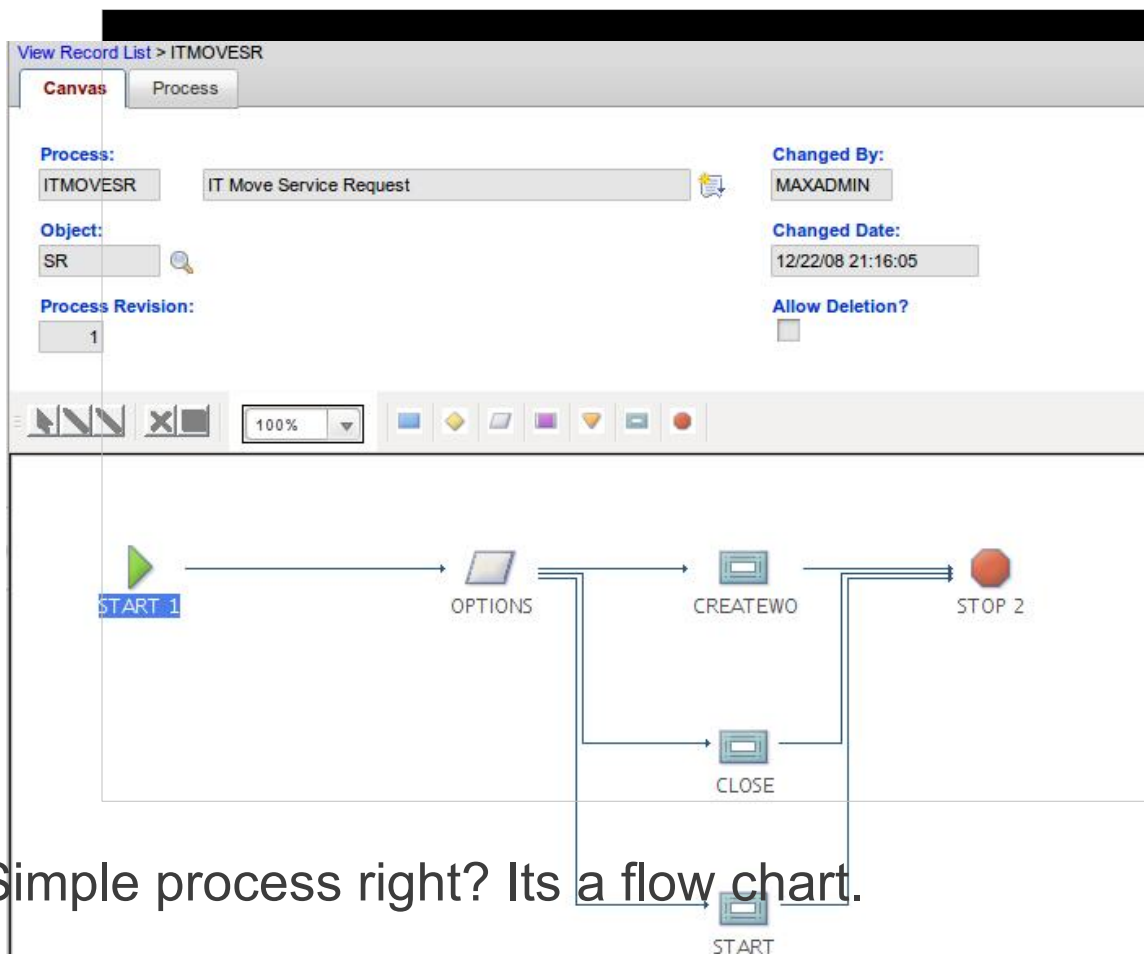 View Record List > ITMOVESR
Canvas Process
Process: Changed By:
ITMOVESR IT Move Service Request MAXADMIN
Object: Changed Date:
SR 12/22/08 21:16:05
Process Revision: Allow Deletion?
1
100%
START 1 OPTIONS CREATEWO STOP 2
CLOSE
Simple process right? Its a flow chart.
START